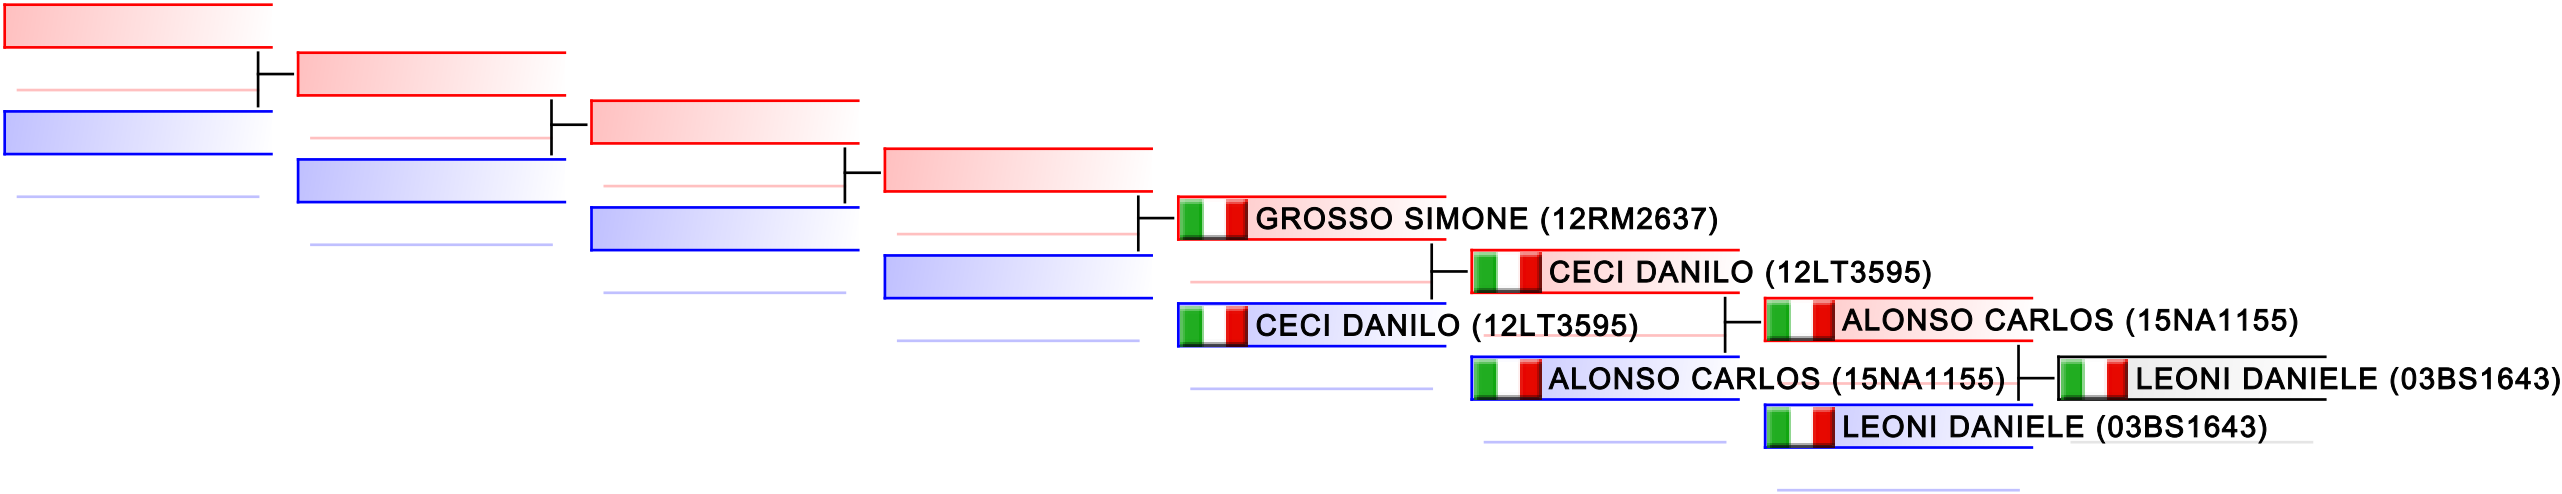 GROSSO SIMONE (12RM2637)
CECI DANILO (12LT3595)
CECI DANILO (12LT3595)
ALONSO CARLOS (15NA1155)
ALONSO CARLOS (15NA1155)
LEONI DANIELE (03BS1643)
LEONI DANIELE (03BS1643)